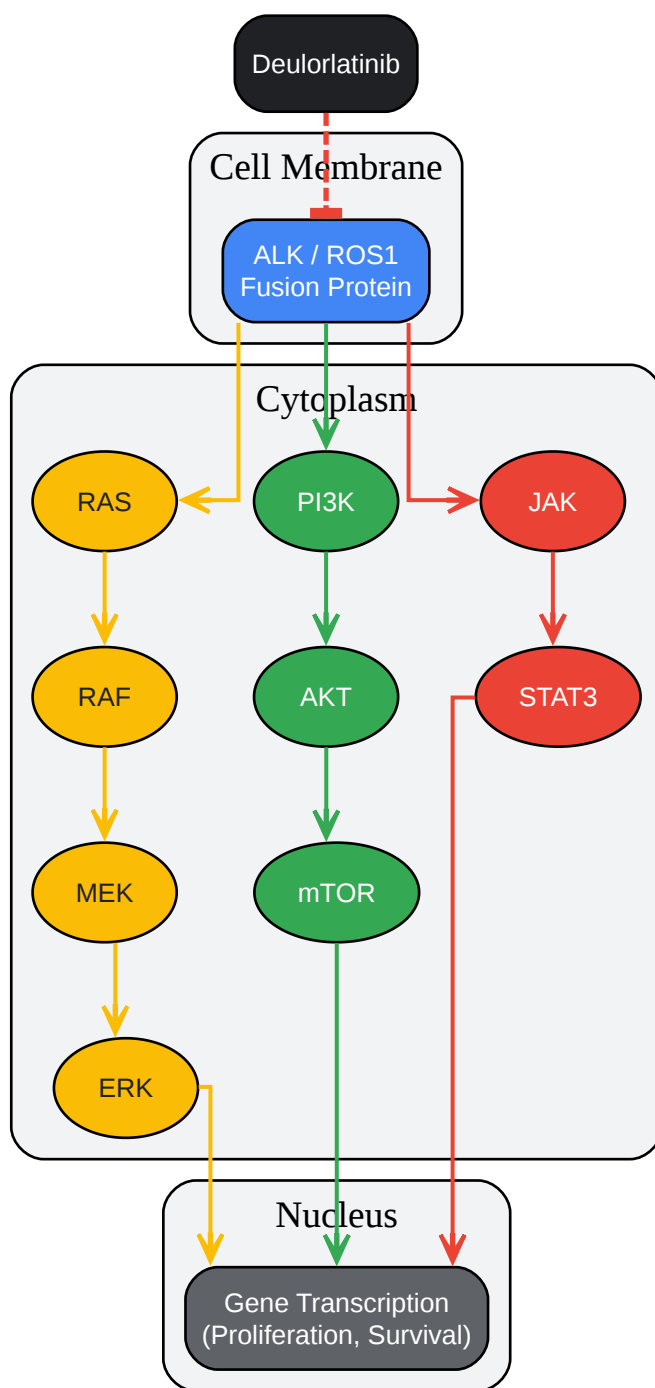 Deulorlatinib
Cell Membrane
ALK / ROS1
Fusion Protein
Cytoplasm
RAS
PI3K
JAK
RAF
AKT
STAT3
MEK
mTOR
ERK
Nucleus
Gene Transcription
(Proliferation, Survival)